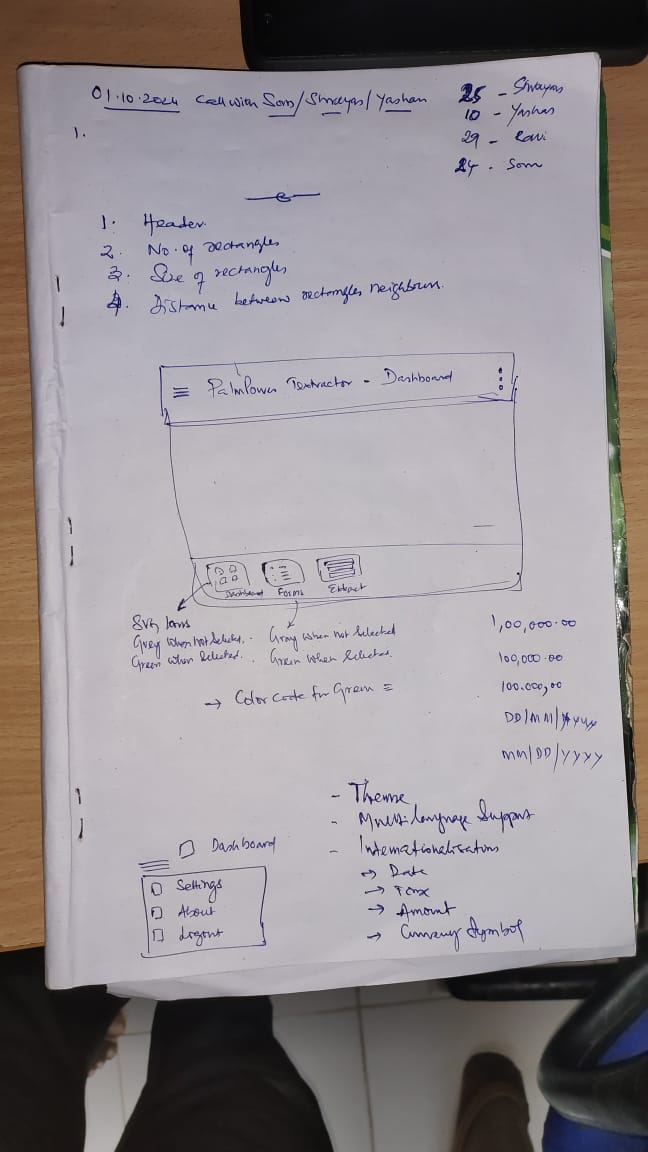 01.10.2024 Call with Som/Shreyas/Yashas
25 - Shreyas
10 - Yashas
29 - Ravi
24 - Som
1.
1. Header
2. No. of rectangles
3. Size of rectangles
4. Distance between rectangles neighbours.
PalmPower Textractor - Dashboard
Dashboard Forms Extract
SVG Icons
Grey when not selected. Gray when not selected
Green when selected. Green when selected.
→ Color code for Green =
1,00,000.00
100,000.00
100.000,00
DD/MM/YYYY
MM/DD/YYYY
- Theme
- Multi language Support
- Internationalisation
→ Date
→
→ Amount
→ Currency Symbol
Dashboard
Settings
About
Logout